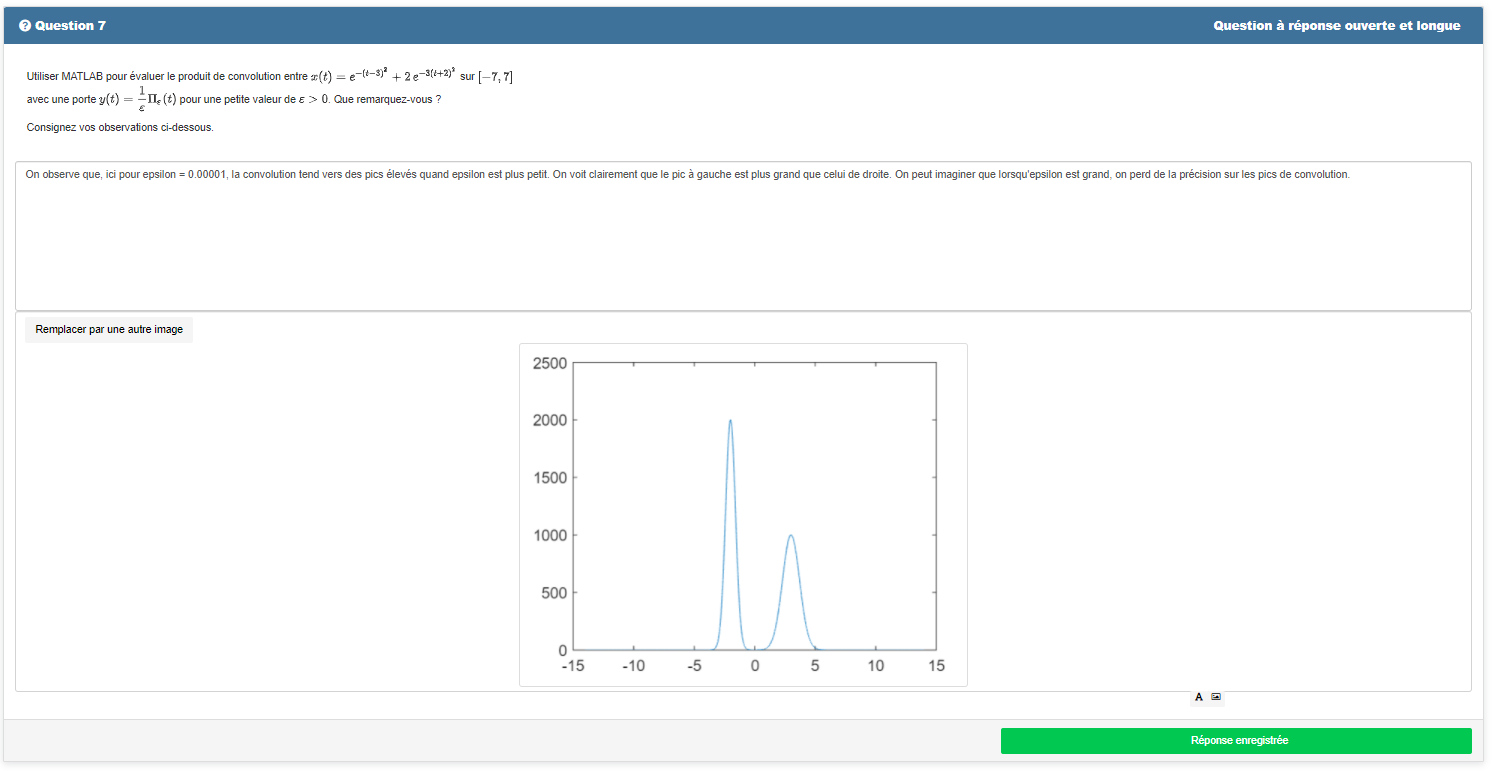 Question 7
Question à réponse ouverte et longue
Utiliser MATLAB pour évaluer le produit de convolution entre x(t) = e^{-(t-3)^2} + 2 e^{-3(t+2)^2} sur [-7, 7]
avec une porte y(t) = \frac{1}{ε}Π_ε(t) pour une petite valeur de ε > 0. Que remarquez-vous ?
Consignez vos observations ci-dessous.
On observe que, ici pour epsilon = 0.00001, la convolution tend vers des pics élevés quand epsilon est plus petit. On voit clairement que le pic à gauche est plus grand que celui de droite. On peut imaginer que lorsqu'epsilon est grand, on perd de la précision sur les pics de convolution.
Remplacer par une autre image
2500
2000
1500
1000
500
0
-15 -10 -5 0 5 10 15
A
Réponse enregistrée